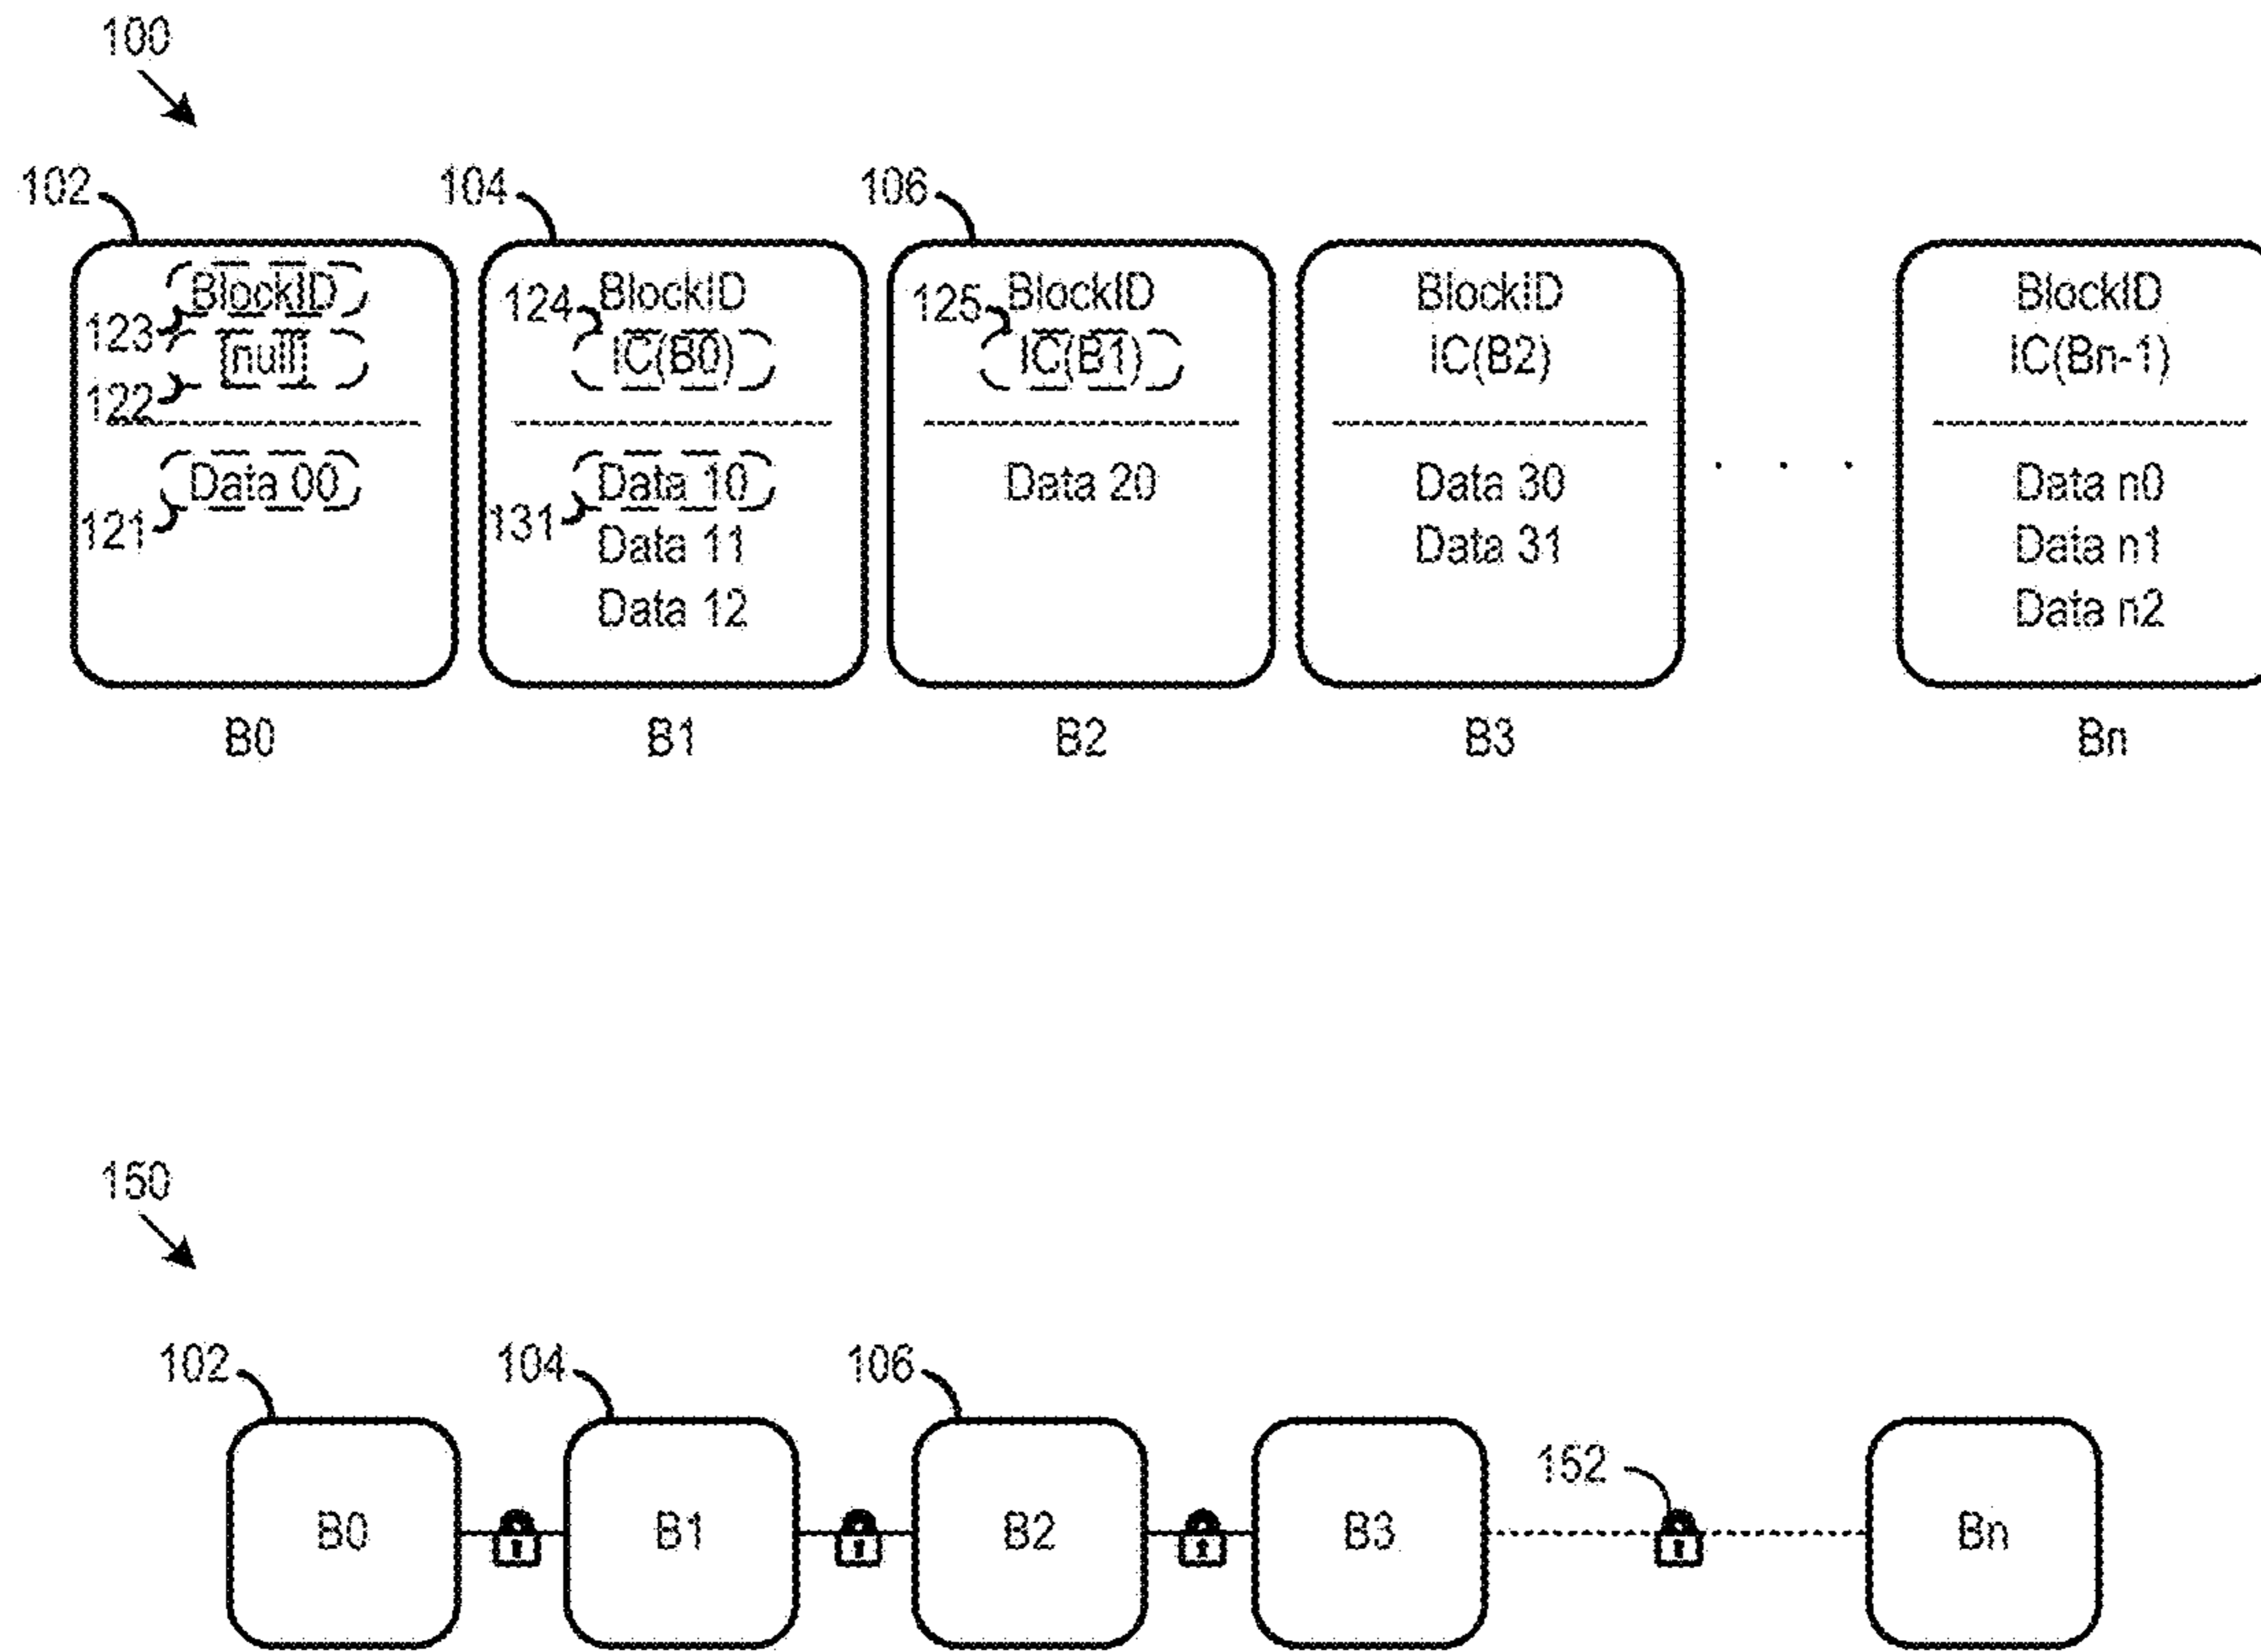 100
102 104 106
BlockID BlockID BlockID BlockID BlockID
123 124 125
[null] IC(B0) IC(B1) IC(B2) IC(Bn-1)
122
Data 00 Data 10 Data 20 Data 30 Data n0
121 131
Data 11 Data 31 Data n1
Data 12 Data n2
B0 B1 B2 B3 Bn
. . .
150
102 104 106
152
B0 B1 B2 B3 Bn